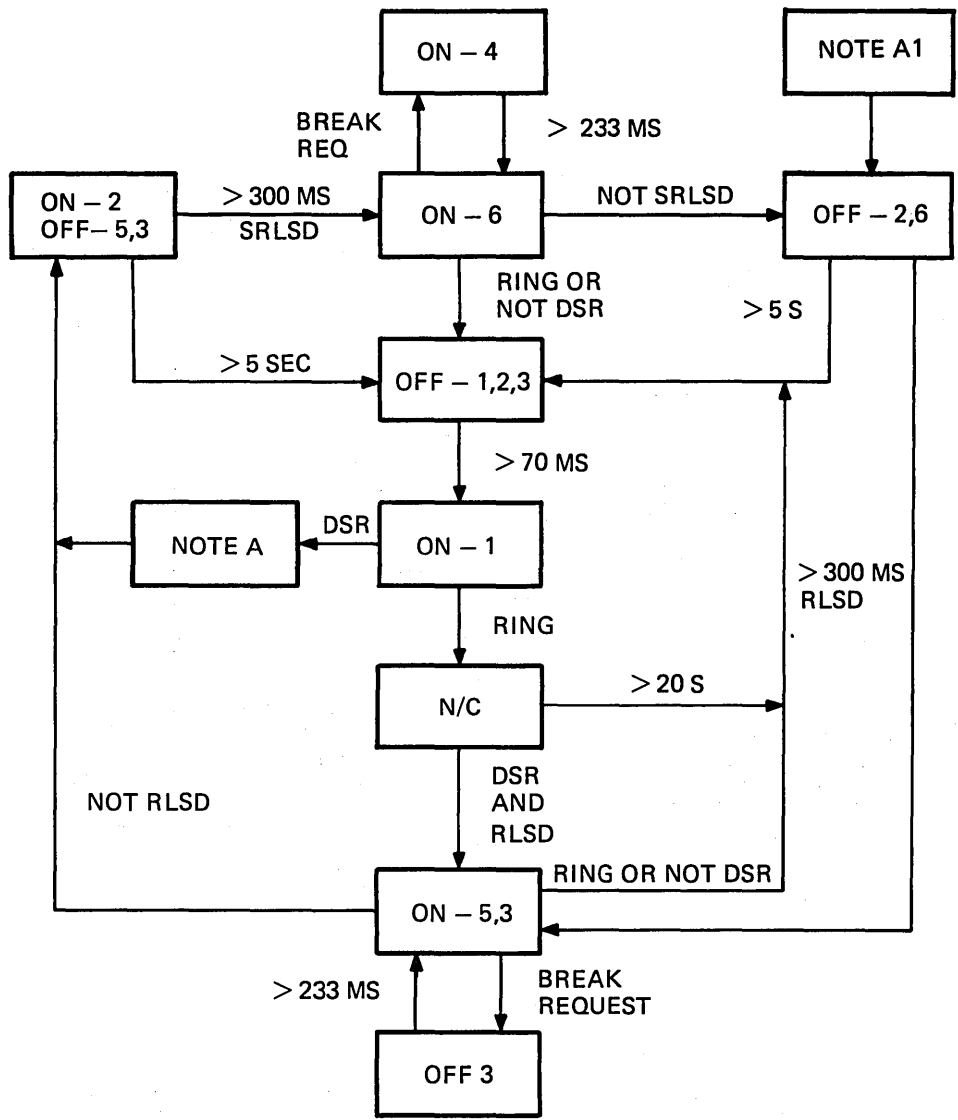 ON – 4
NOTE A1
BREAK
REQ
> 233 MS
ON – 2
OFF– 5,3
> 300 MS
SRLSD
ON – 6
NOT SRLSD
OFF – 2,6
RING OR
NOT DSR
> 5 S
> 5 SEC
OFF – 1,2,3
> 70 MS
NOTE A
DSR
ON – 1
> 300 MS
RLSD
RING
N/C
> 20 S
NOT RLSD
DSR
AND
RLSD
RING OR NOT DSR
ON – 5,3
> 233 MS
BREAK
REQUEST
OFF 3